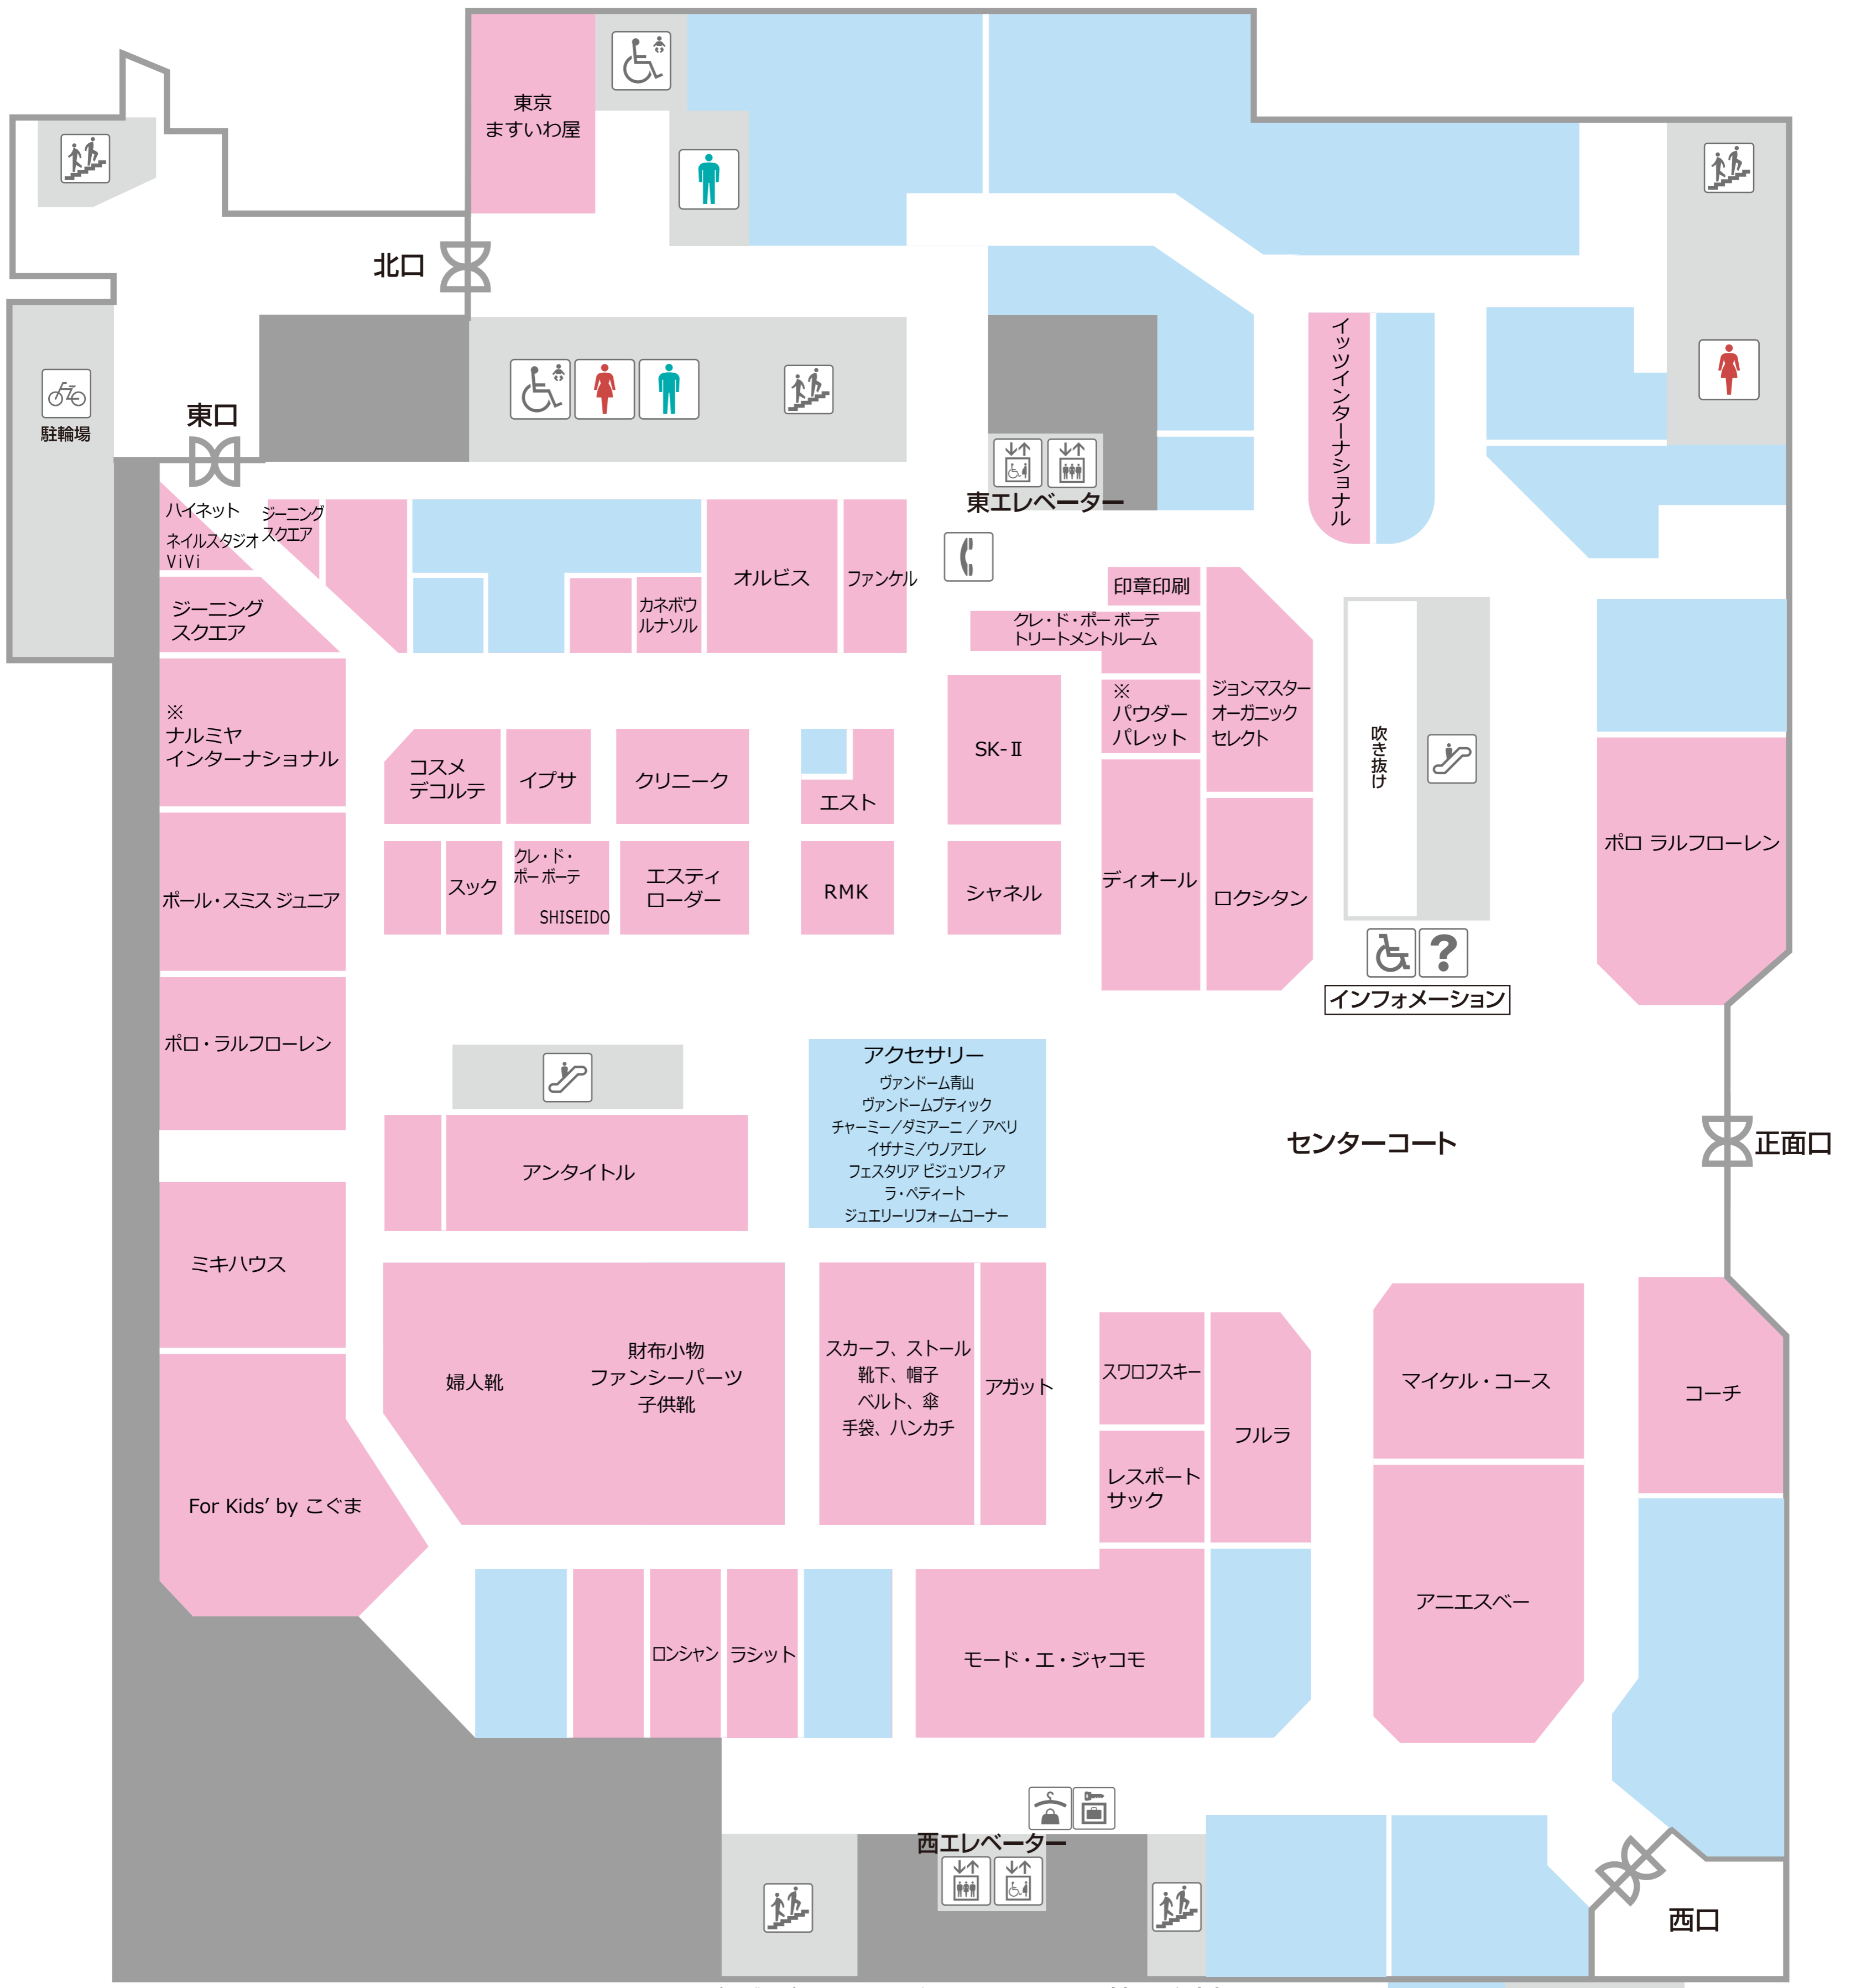 東京
ますいわ屋
北口
東口
駐輪場
東エレベーター
イッツインターナショナル
ハイネット
ネイルスタジオ
ViVi
ジーニング
スクエア
ジーニング
スクエア
カネボウ
ルナソル
オルビス
ファンケル
印章印刷
クレ・ド・ポー ボーテ
トリートメントルーム
※
ナルミヤ
インターナショナル
コスメ
デコルテ
イプサ
クリニーク
エスト
SK-Ⅱ
※
パウダー
パレット
ジョンマスター
オーガニック
セレクト
吹き抜け
ポロ ラルフローレン
ポール・スミス ジュニア
スック
クレ・ド・
ポー ボーテ
SHISEIDO
エスティ
ローダー
RMK
シャネル
ディオール
ロクシタン
インフォメーション
ポロ・ラルフローレン
アクセサリー
ヴァンドーム青山
ヴァンドームブティック
チャーミー／ダミアーニ ／ アベリ
イザナミ／ウノアエレ
フェスタリア ビジュソフィア
ラ・ペティート
ジュエリーリフォームコーナー
センターコート
正面口
アンタイトル
ミキハウス
婦人靴
財布小物
ファンシーパーツ
子供靴
スカーフ、ストール
靴下、帽子
ベルト、傘
手袋、ハンカチ
アガット
スワロフスキー
フルラ
マイケル・コース
コーチ
レスポート
サック
For Kids’ by こぐま
アニエスベー
ロンシャン
ラシット
モード・エ・ジャコモ
西エレベーター
西口